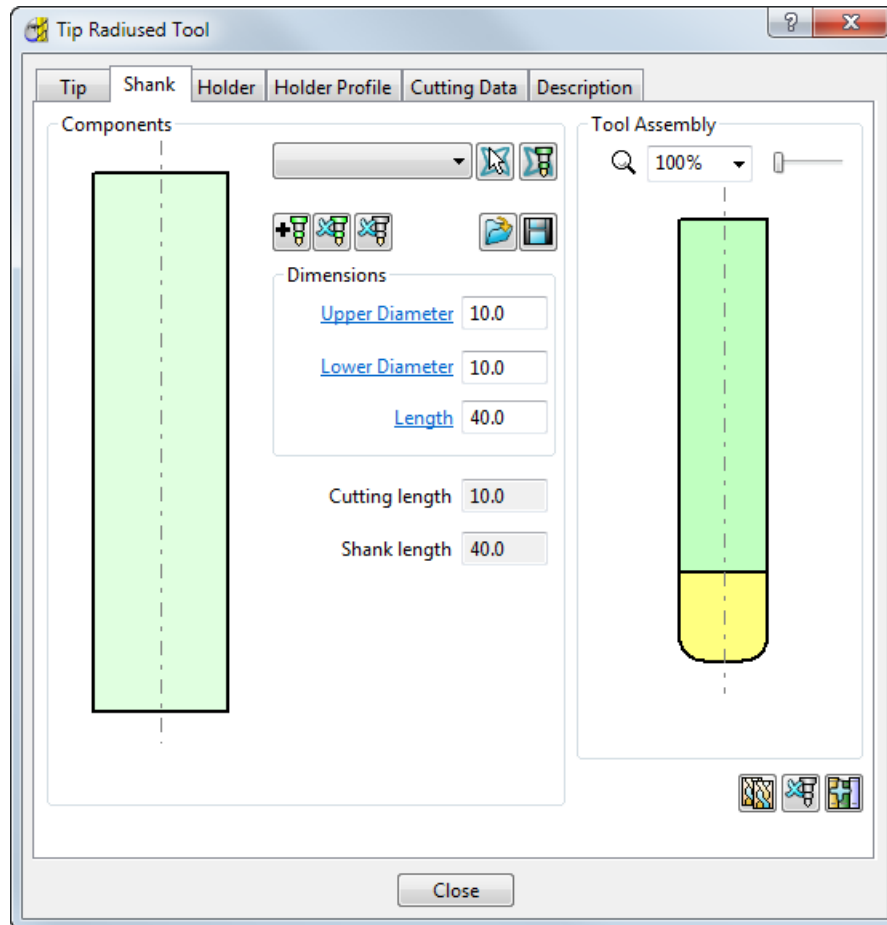 Tip Radiused Tool
Tip Shank Holder Holder Profile Cutting Data Description
Components
Tool Assembly
100%
Dimensions
Upper Diameter 10.0
Lower Diameter 10.0
Length 40.0
Cutting length 10.0
Shank length 40.0
Close